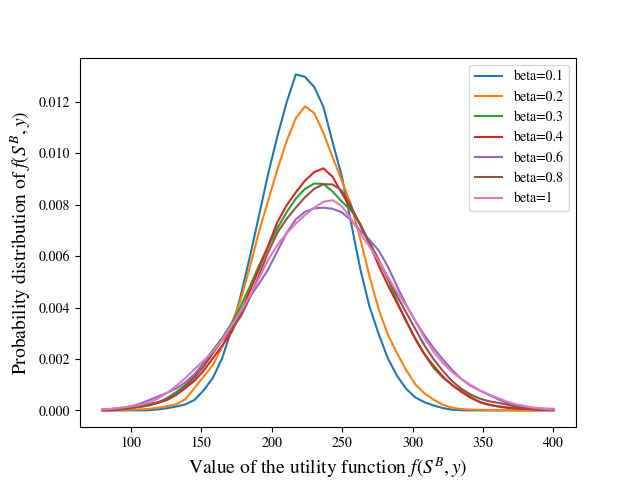 Probability distribution of f(S^B, y)
0.012
0.010
0.008
0.006
0.004
0.002
0.000
beta=0.1
beta=0.2
beta=0.3
beta=0.4
beta=0.6
beta=0.8
beta=1
100 150 200 250 300 350 400
Value of the utility function f(S^B, y)